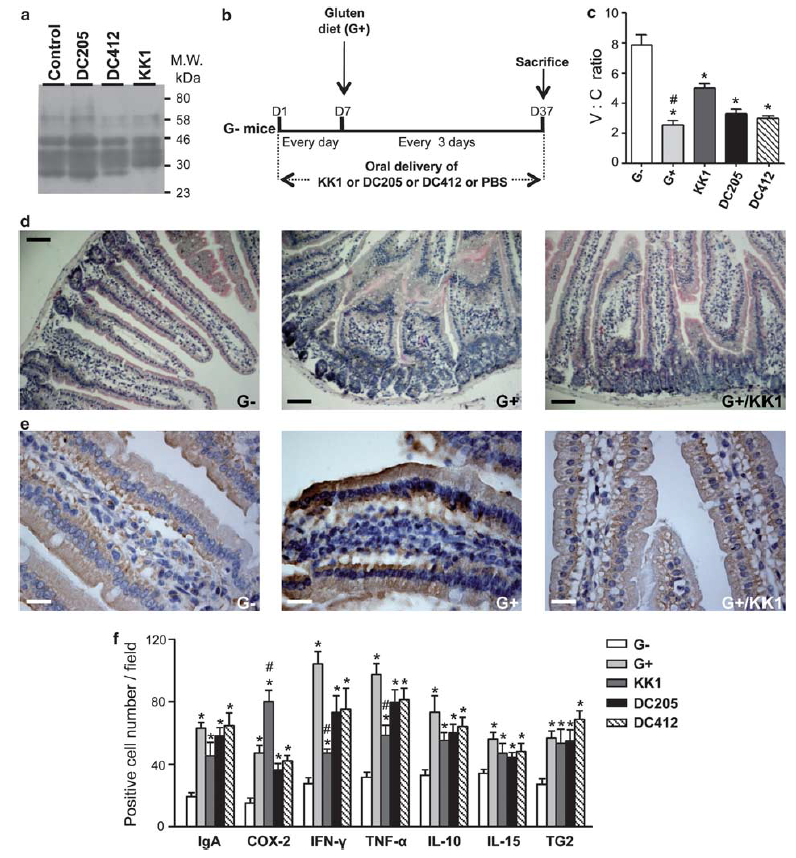 a
Control
DC205
DC412
KK1
M.W.
kDa
80
58
46
30
23
b
Gluten
diet (G+)
Sacrifice
D1
D7
D37
G- mice
Every day
Every 3 days
Oral delivery of
KK1 or DC205 or DC412 or PBS
c
V : C ratio
10
8
6
4
2
0
#
*
*
*
*
G-
G+
KK1
DC205
DC412
d
G-
G+
G+/KK1
e
G-
G+
G+/KK1
f
Positive cell number / field
120
80
40
0
* * * *
* # * * *
* # * * *
* # * * *
* * * *
* * * *
* * * *
IgA
COX-2
IFN-γ
TNF-α
IL-10
IL-15
TG2
G-
G+
KK1
DC205
DC412